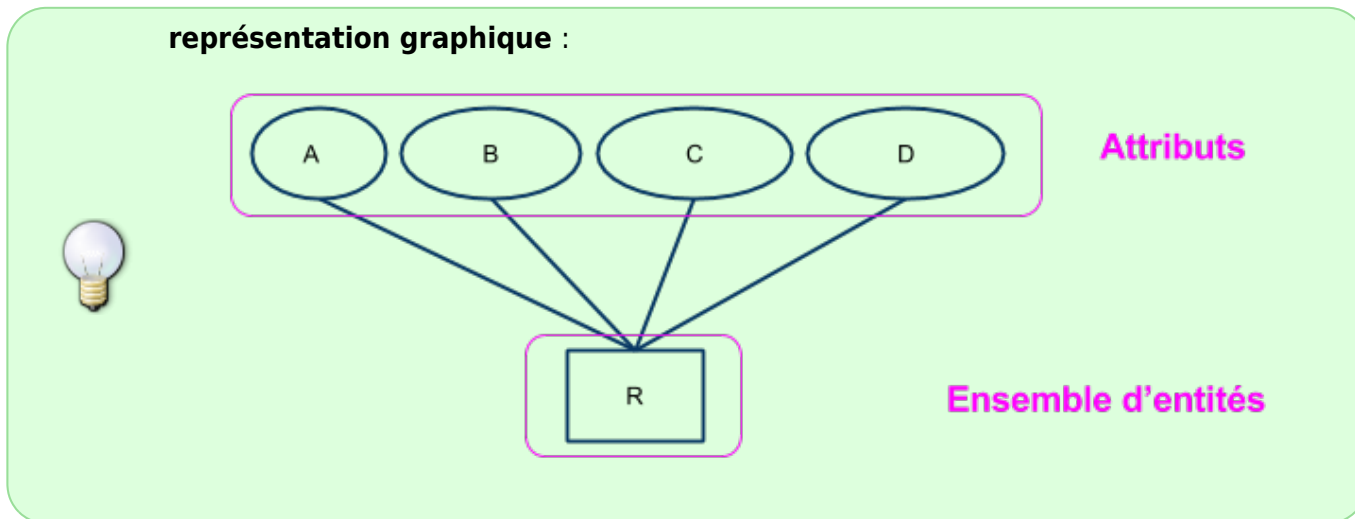 représentation graphique :
A B C D
Attributs
R
Ensemble d'entités